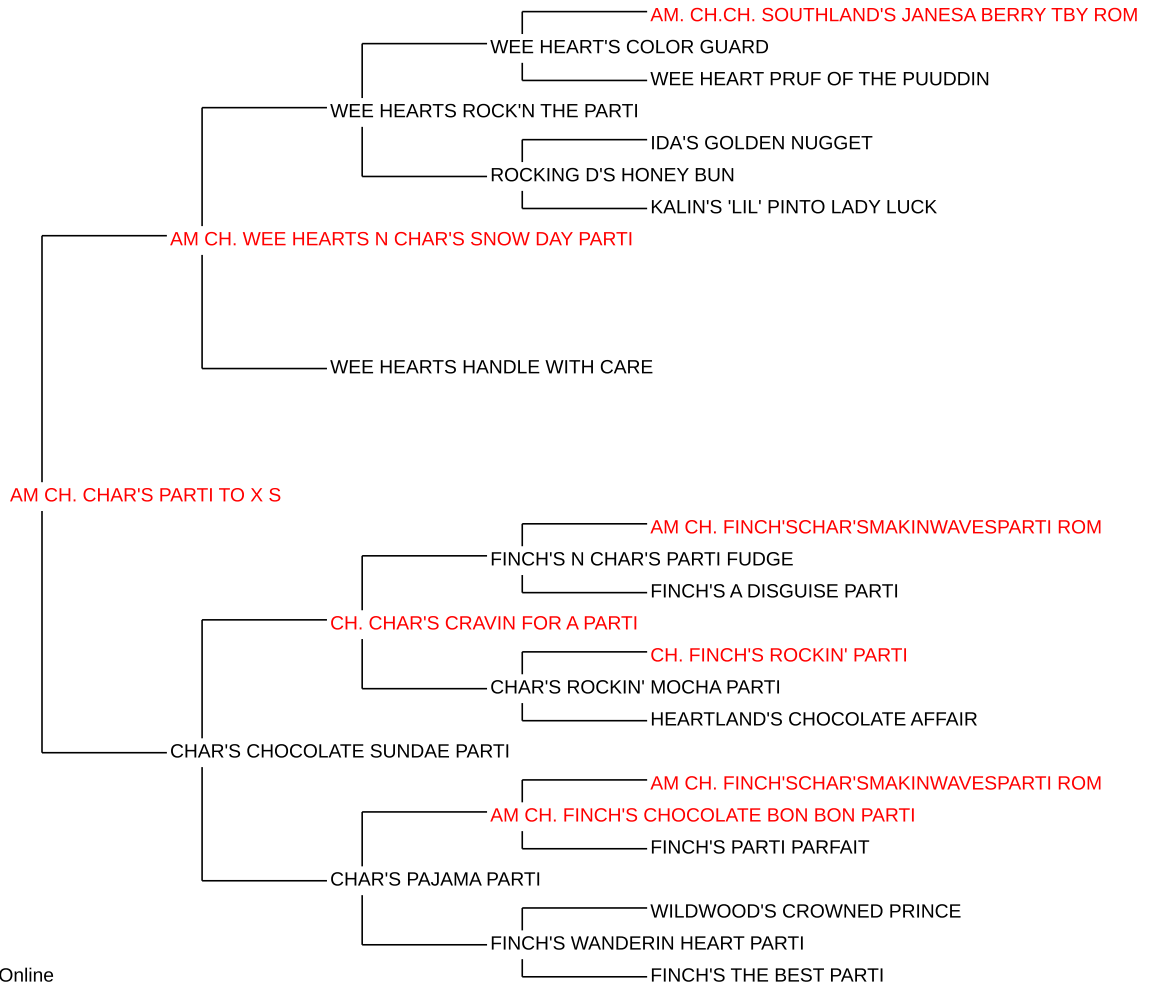 AM. CH.CH. SOUTHLAND'S JANESA BERRY TBY ROM
WEE HEART'S COLOR GUARD
WEE HEART PRUF OF THE PUUDDIN
WEE HEARTS ROCK'N THE PARTI
IDA'S GOLDEN NUGGET
ROCKING D'S HONEY BUN
KALIN'S 'LIL' PINTO LADY LUCK
AM CH. WEE HEARTS N CHAR'S SNOW DAY PARTI
WEE HEARTS HANDLE WITH CARE
AM CH. CHAR'S PARTI TO X S
AM CH. FINCH'SCHAR'SMAKINWAVESPARTI ROM
FINCH'S N CHAR'S PARTI FUDGE
FINCH'S A DISGUISE PARTI
CH. CHAR'S CRAVIN FOR A PARTI
CH. FINCH'S ROCKIN' PARTI
CHAR'S ROCKIN' MOCHA PARTI
HEARTLAND'S CHOCOLATE AFFAIR
CHAR'S CHOCOLATE SUNDAE PARTI
AM CH. FINCH'SCHAR'SMAKINWAVESPARTI ROM
AM CH. FINCH'S CHOCOLATE BON BON PARTI
FINCH'S PARTI PARFAIT
CHAR'S PAJAMA PARTI
WILDWOOD'S CROWNED PRINCE
FINCH'S WANDERIN HEART PARTI
FINCH'S THE BEST PARTI
Online